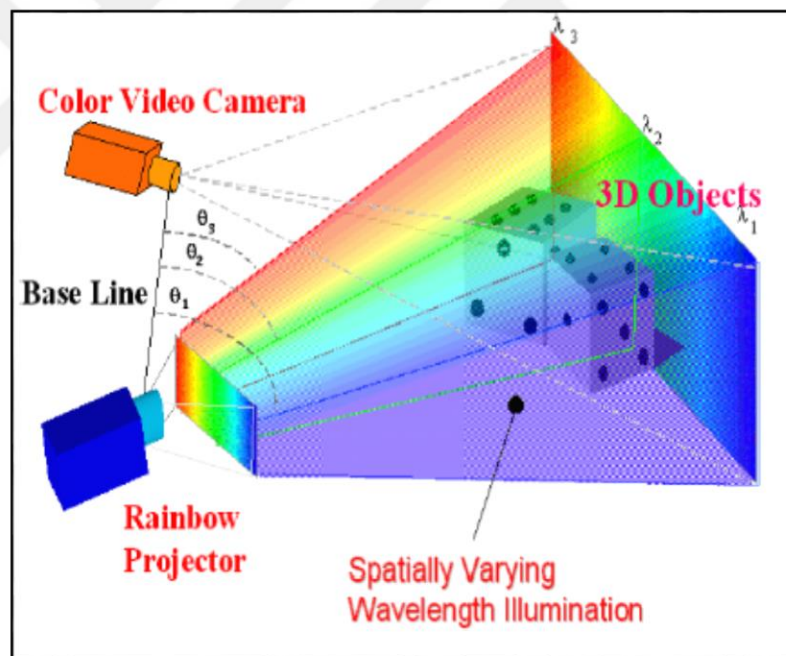 λ3
Color Video Camera
λ2
3D Objects
λ1
θ3
θ2
Base Line
θ1
Rainbow
Projector
Spatially Varying
Wavelength Illumination